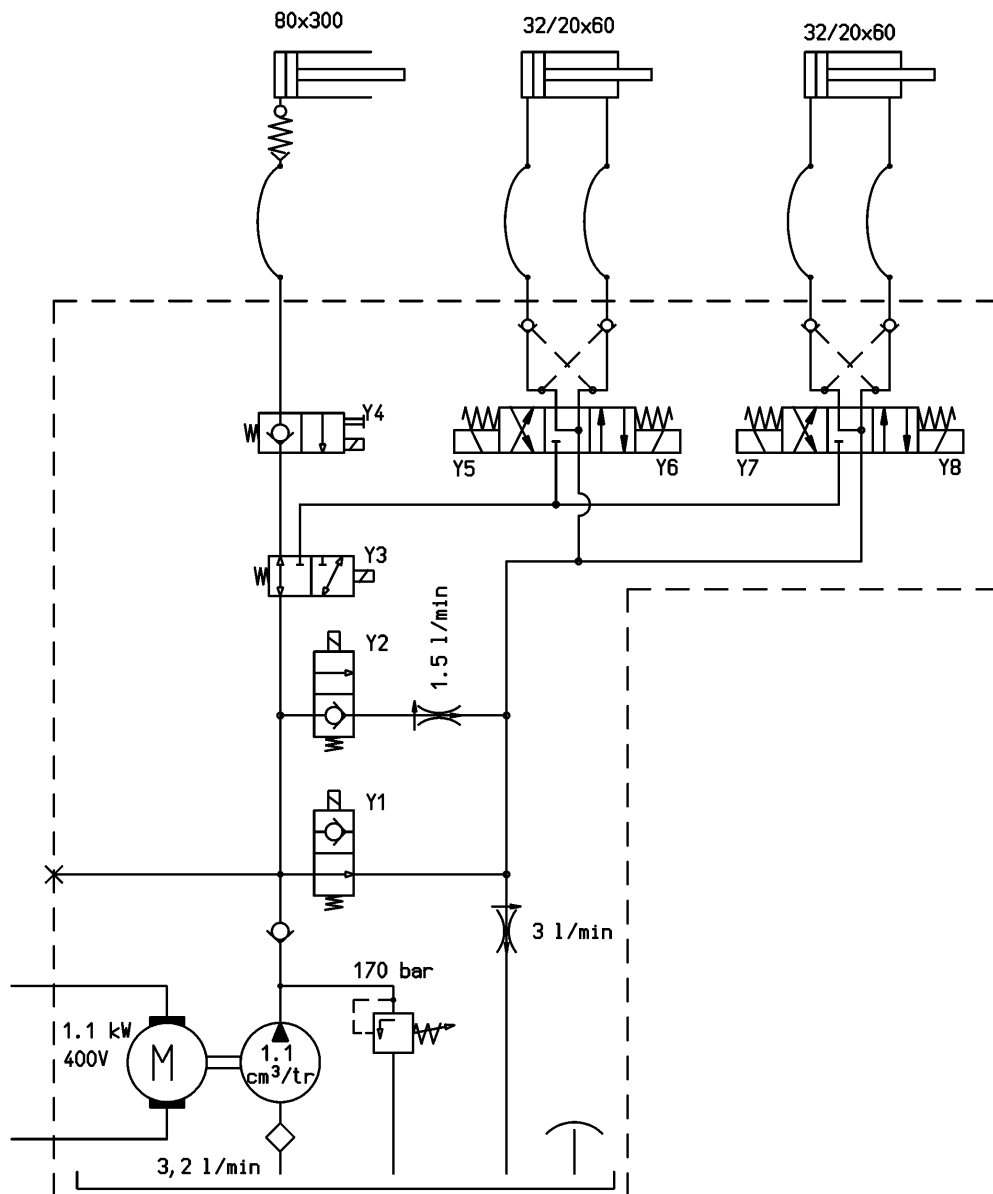 80x300
32/20x60
32/20x60
Y4
Y5
Y6
Y7
Y8
Y3
Y2
1.5 l/min
Y1
3 l/min
170 bar
1.1 kW
400V
M
1.1
cm³/tr
3,2 l/min